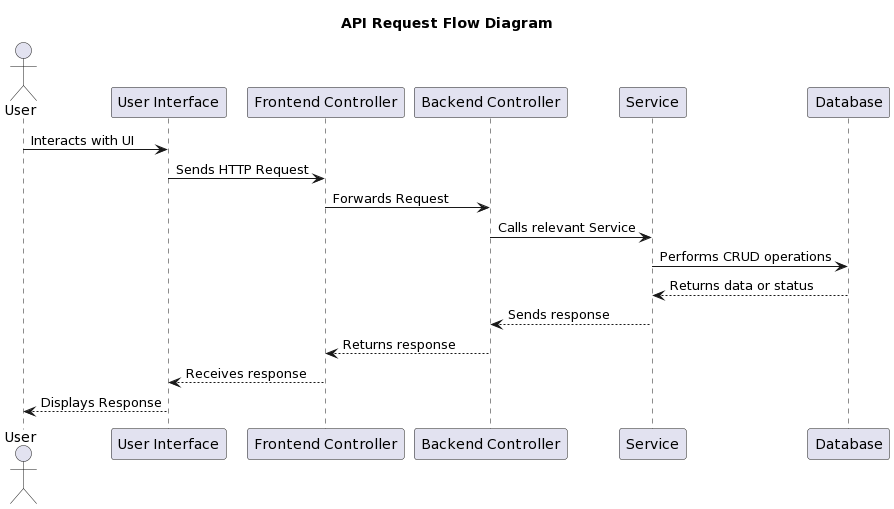 API Request Flow Diagram
User
User Interface
Frontend Controller
Backend Controller
Service
Database
Interacts with UI
Sends HTTP Request
Forwards Request
Calls relevant Service
Performs CRUD operations
Returns data or status
Sends response
Returns response
Receives response
Displays Response
User
User Interface
Frontend Controller
Backend Controller
Service
Database